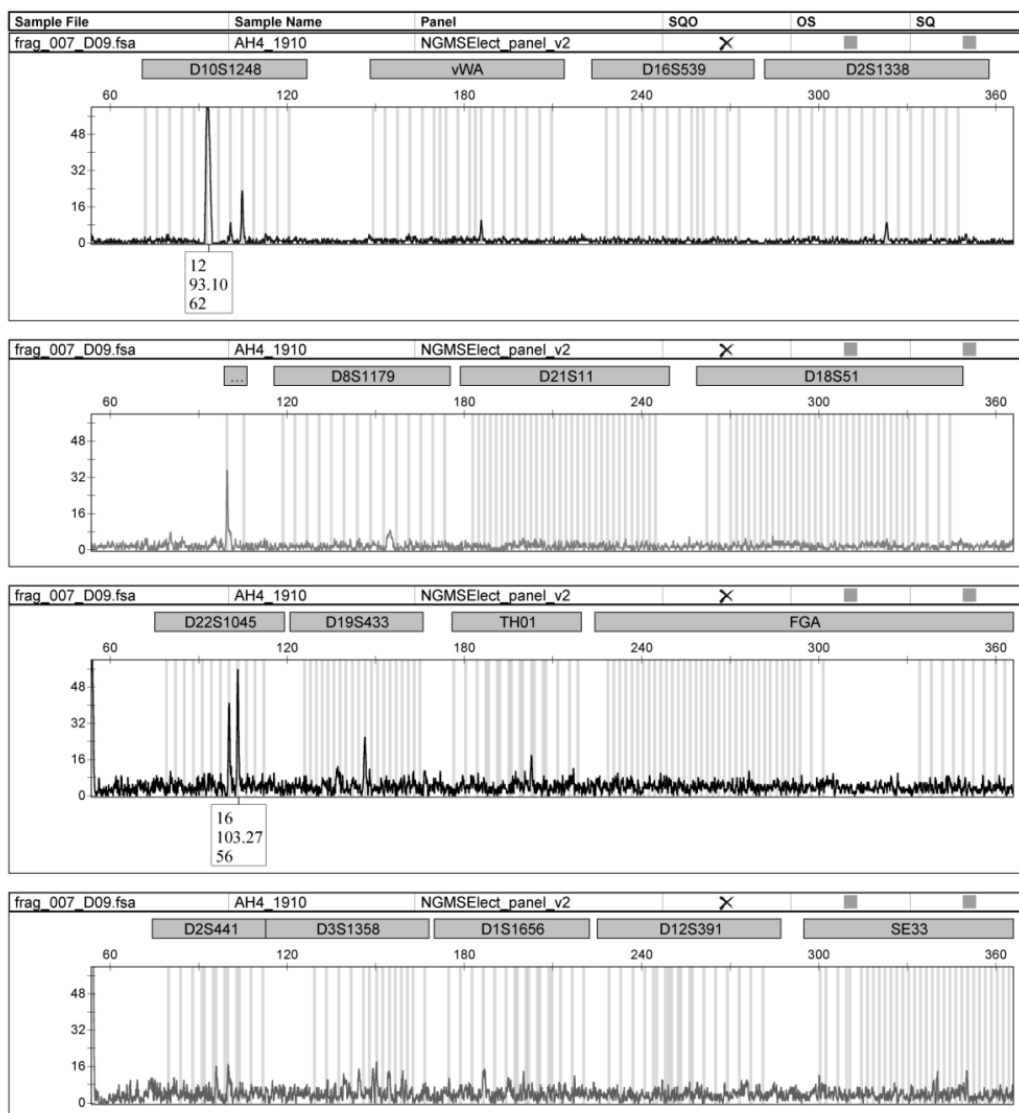 Sample File Sample Name Panel SQO OS SQ
frag_007_D09.fsa AH4_1910 NGMSElect_panel_v2
D10S1248 vWA D16S539 D2S1338
60 120 180 240 300 360
48
32
16
0
12
93.10
62
frag_007_D09.fsa AH4_1910 NGMSElect_panel_v2
... D8S1179 D21S11 D18S51
60 120 180 240 300 360
48
32
16
0
frag_007_D09.fsa AH4_1910 NGMSElect_panel_v2
D22S1045 D19S433 TH01 FGA
60 120 180 240 300 360
48
32
16
0
16
103.27
56
frag_007_D09.fsa AH4_1910 NGMSElect_panel_v2
D2S441 D3S1358 D1S1656 D12S391 SE33
60 120 180 240 300 360
48
32
16
0